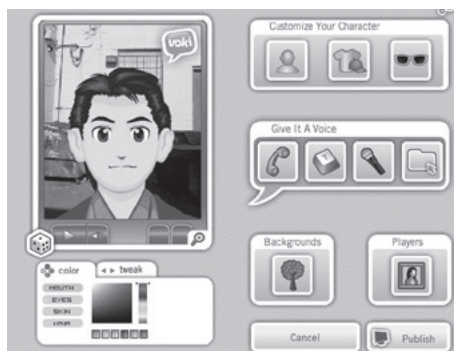 voki
Customize Your Character
Give It A Voice
Backgrounds
Players
color
tweak
MOUTH
EYES
SKIN
HAIR
Cancel
Publish